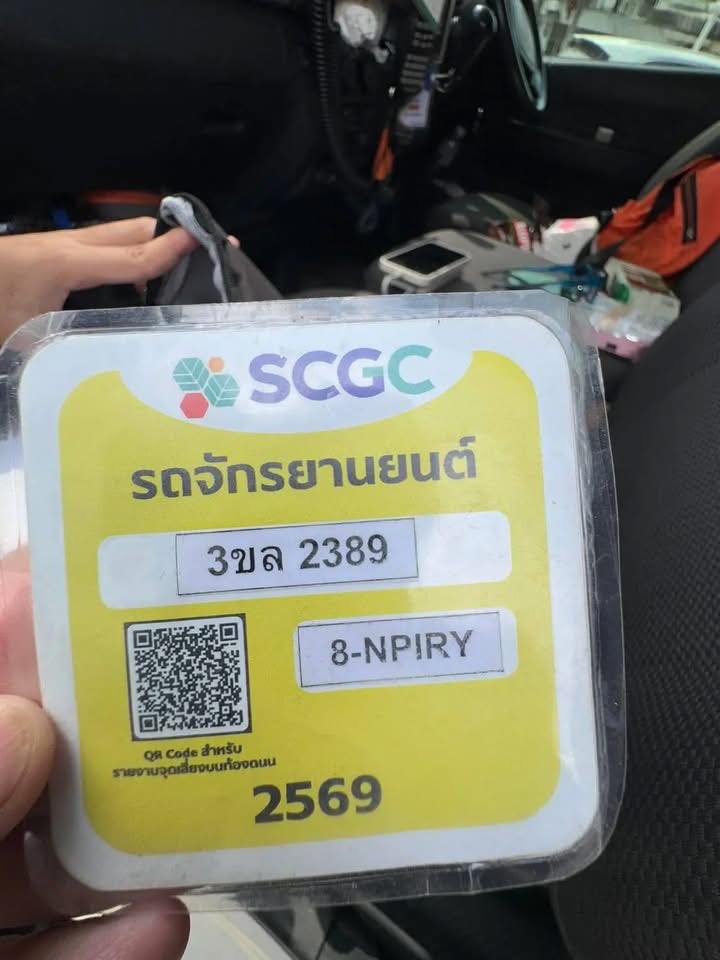 SCGC
รถจักรยานยนต์
3ขล 2389
8-NPIRY
QR Code สำหรับ
รายงานจุดเสี่ยงบนท้องถนน
2569